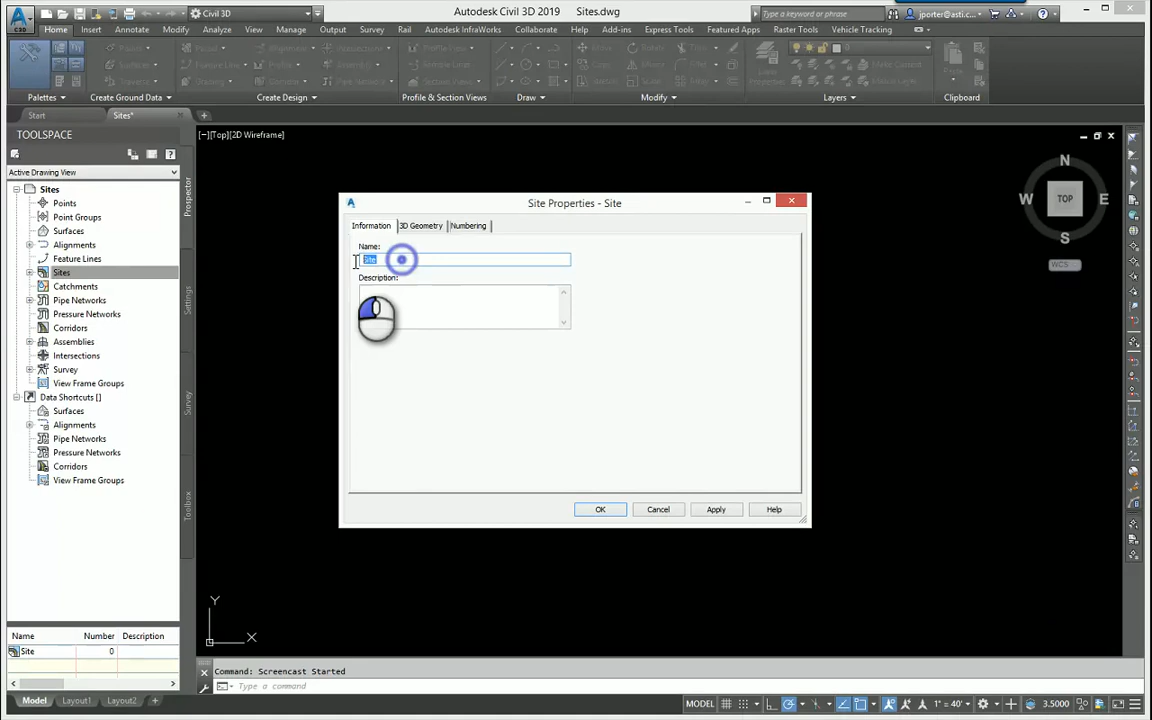 C3D
Civil 3D
Autodesk Civil 3D 2019
Sites.dwg
Type a keyword or phrase
jporter@asti.c...
Home Insert Annotate Modify Analyze View Manage Output Survey Rail Autodesk InfraWorks Collaborate Help Add-ins Express Tools Featured Apps Raster Tools Vehicle Tracking
Palettes
Create Ground Data
Create Design
Profile & Section Views
Draw
Modify
Layers
Clipboard
Start
Sites*
TOOLSPACE
Active Drawing View
Sites
Points
Point Groups
Surfaces
Alignments
Feature Lines
Sites
Catchments
Pipe Networks
Pressure Networks
Corridors
Assemblies
Intersections
Survey
View Frame Groups
Data Shortcuts []
Surfaces
Alignments
Pipe Networks
Pressure Networks
Corridors
View Frame Groups
Prospector
Settings
Survey
Toolbox
Name Number Description
Site 0
[−][Top][2D Wireframe]
N
W TOP E
S
WCS
Site Properties - Site
Information 3D Geometry Numbering
Name:
Site
Description:
OK Cancel Apply Help
Y
X
Command: Screencast Started
Type a command
Model Layout1 Layout2
MODEL
1" = 40'
3.5000